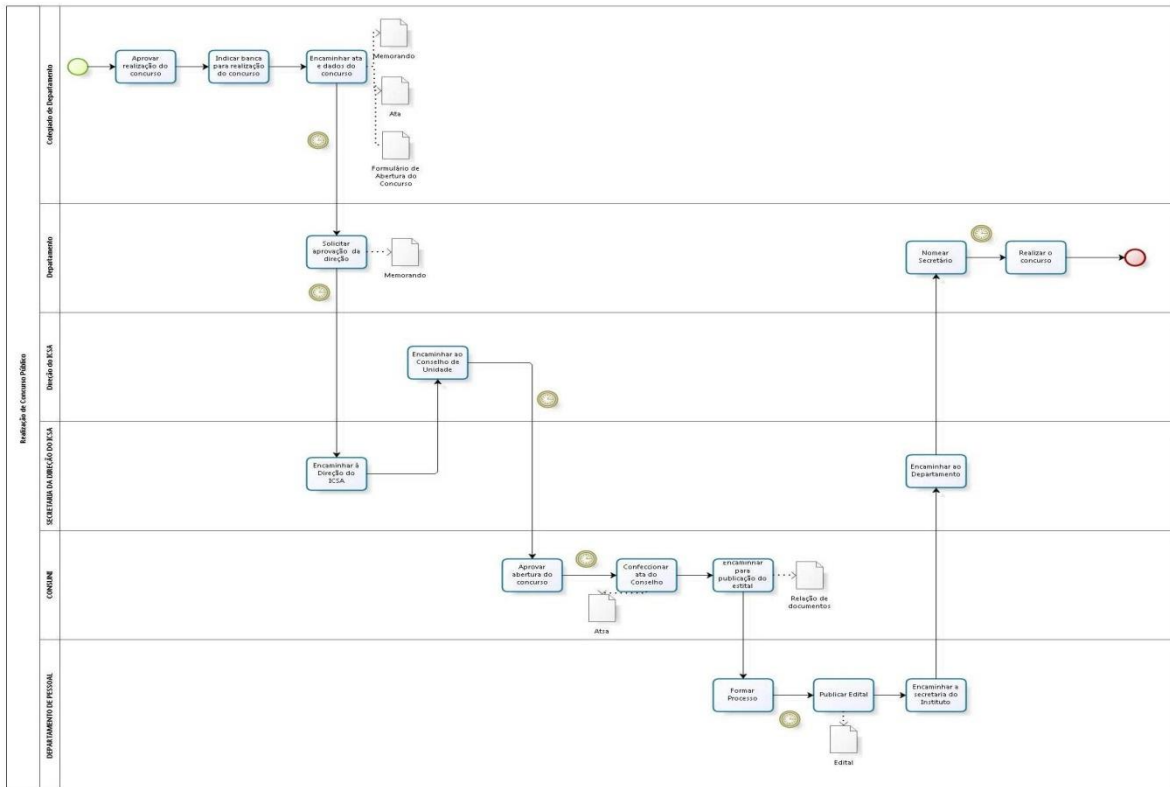 Realização de Concurso Público
Colegiado de Departamento
Aprovar
realização do
concurso
Indicar banca
para realização
do concurso
Encaminhar ata
e dados do
concurso
Memorando
Ata
Formulário de
Abertura do
Concurso
Departamento
Solicitar
aprovação da
direção
Memorando
Nomear
Secretário
Realizar o
concurso
Direção do ICSA
Encaminhar ao
Conselho de
Unidade
SECRETARIA DA DIREÇÃO DO ICSA
Encaminhar à
Direção do
ICSA
Encaminhar ao
Departamento
CONSUNI
Aprovar
abertura do
concurso
Confeccionar
ata do
Conselho
Atsa
encaminhar
para
publicação do
estital
Relação de
documentos
DEPARTAMENTO DE PESSOAL
Formar
Processo
Publicar Edital
Edital
Encaminhar a
secretaria do
Instituto